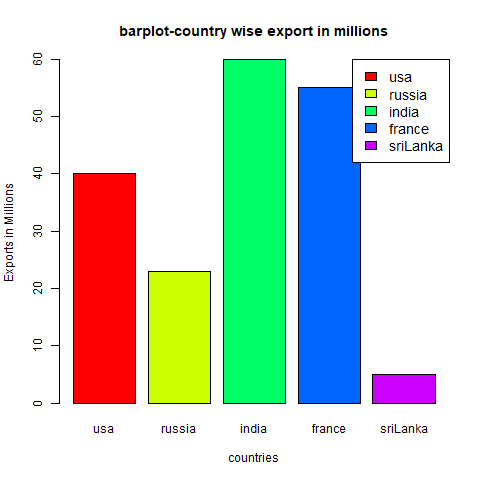 barplot-country wise export in millions
Exports in Millions
60
50
40
30
20
10
0
usa
russia
india
france
sriLanka
usa russia india france sriLanka
countries